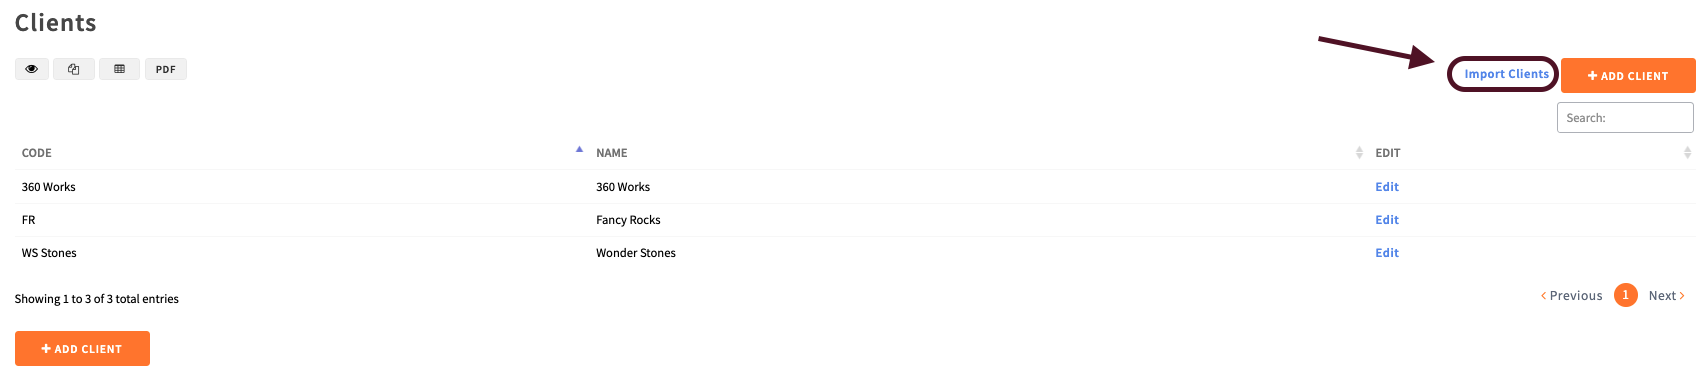 Clients
PDF
Import Clients
ADD CLIENT
Search:
CODE NAME EDIT
360 Works 360 Works Edit
FR Fancy Rocks Edit
WS Stones Wonder Stones Edit
Showing 1 to 3 of 3 total entries
Previous 1 Next
ADD CLIENT